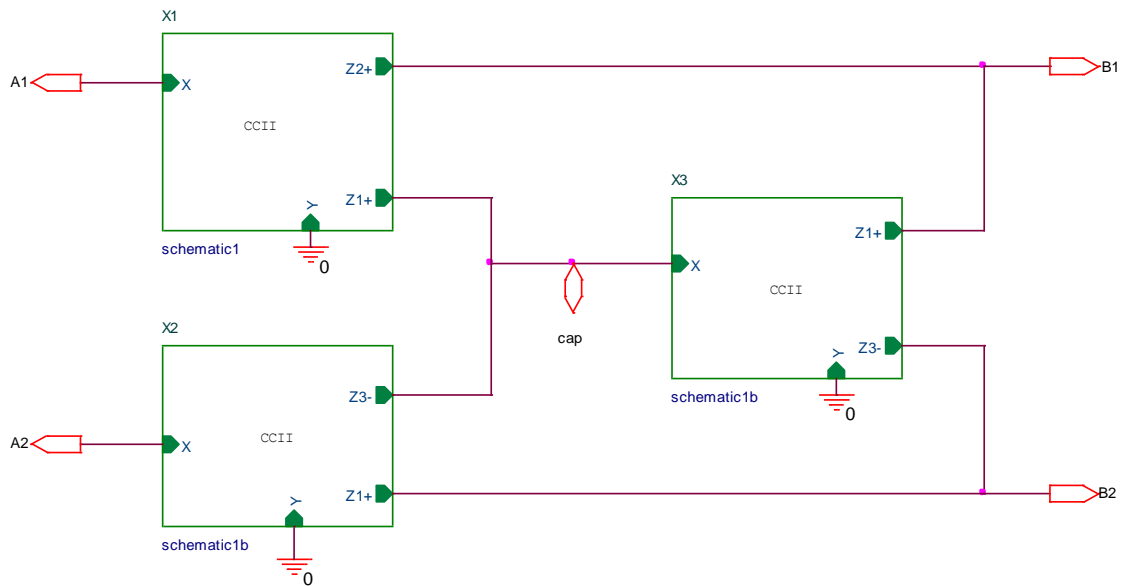 X1
A1
X
Z2+
CCII
Z1+
Y
0
schematic1
B1
X3
X
Z1+
CCII
Z3-
Y
0
schematic1b
cap
X2
A2
X
Z3-
CCII
Z1+
Y
0
schematic1b
B2